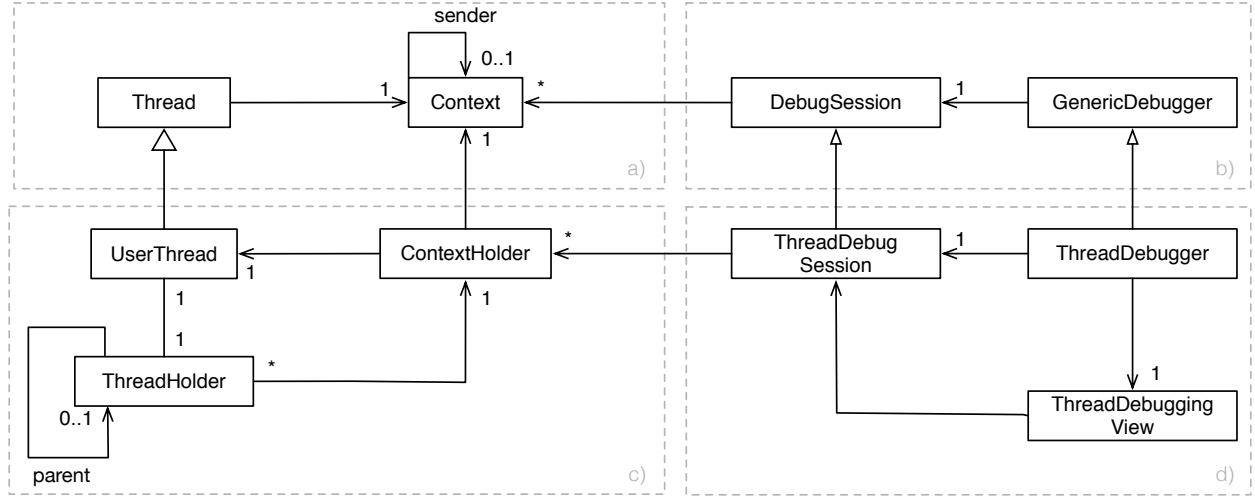 sender
0..1
Thread
1
Context
*
DebugSession
1
GenericDebugger
1
a)
b)
UserThread
1
ContextHolder
*
ThreadDebug
Session
1
ThreadDebugger
1
1
1
ThreadHolder
*
0..1
parent
1
ThreadDebugging
View
c)
d)